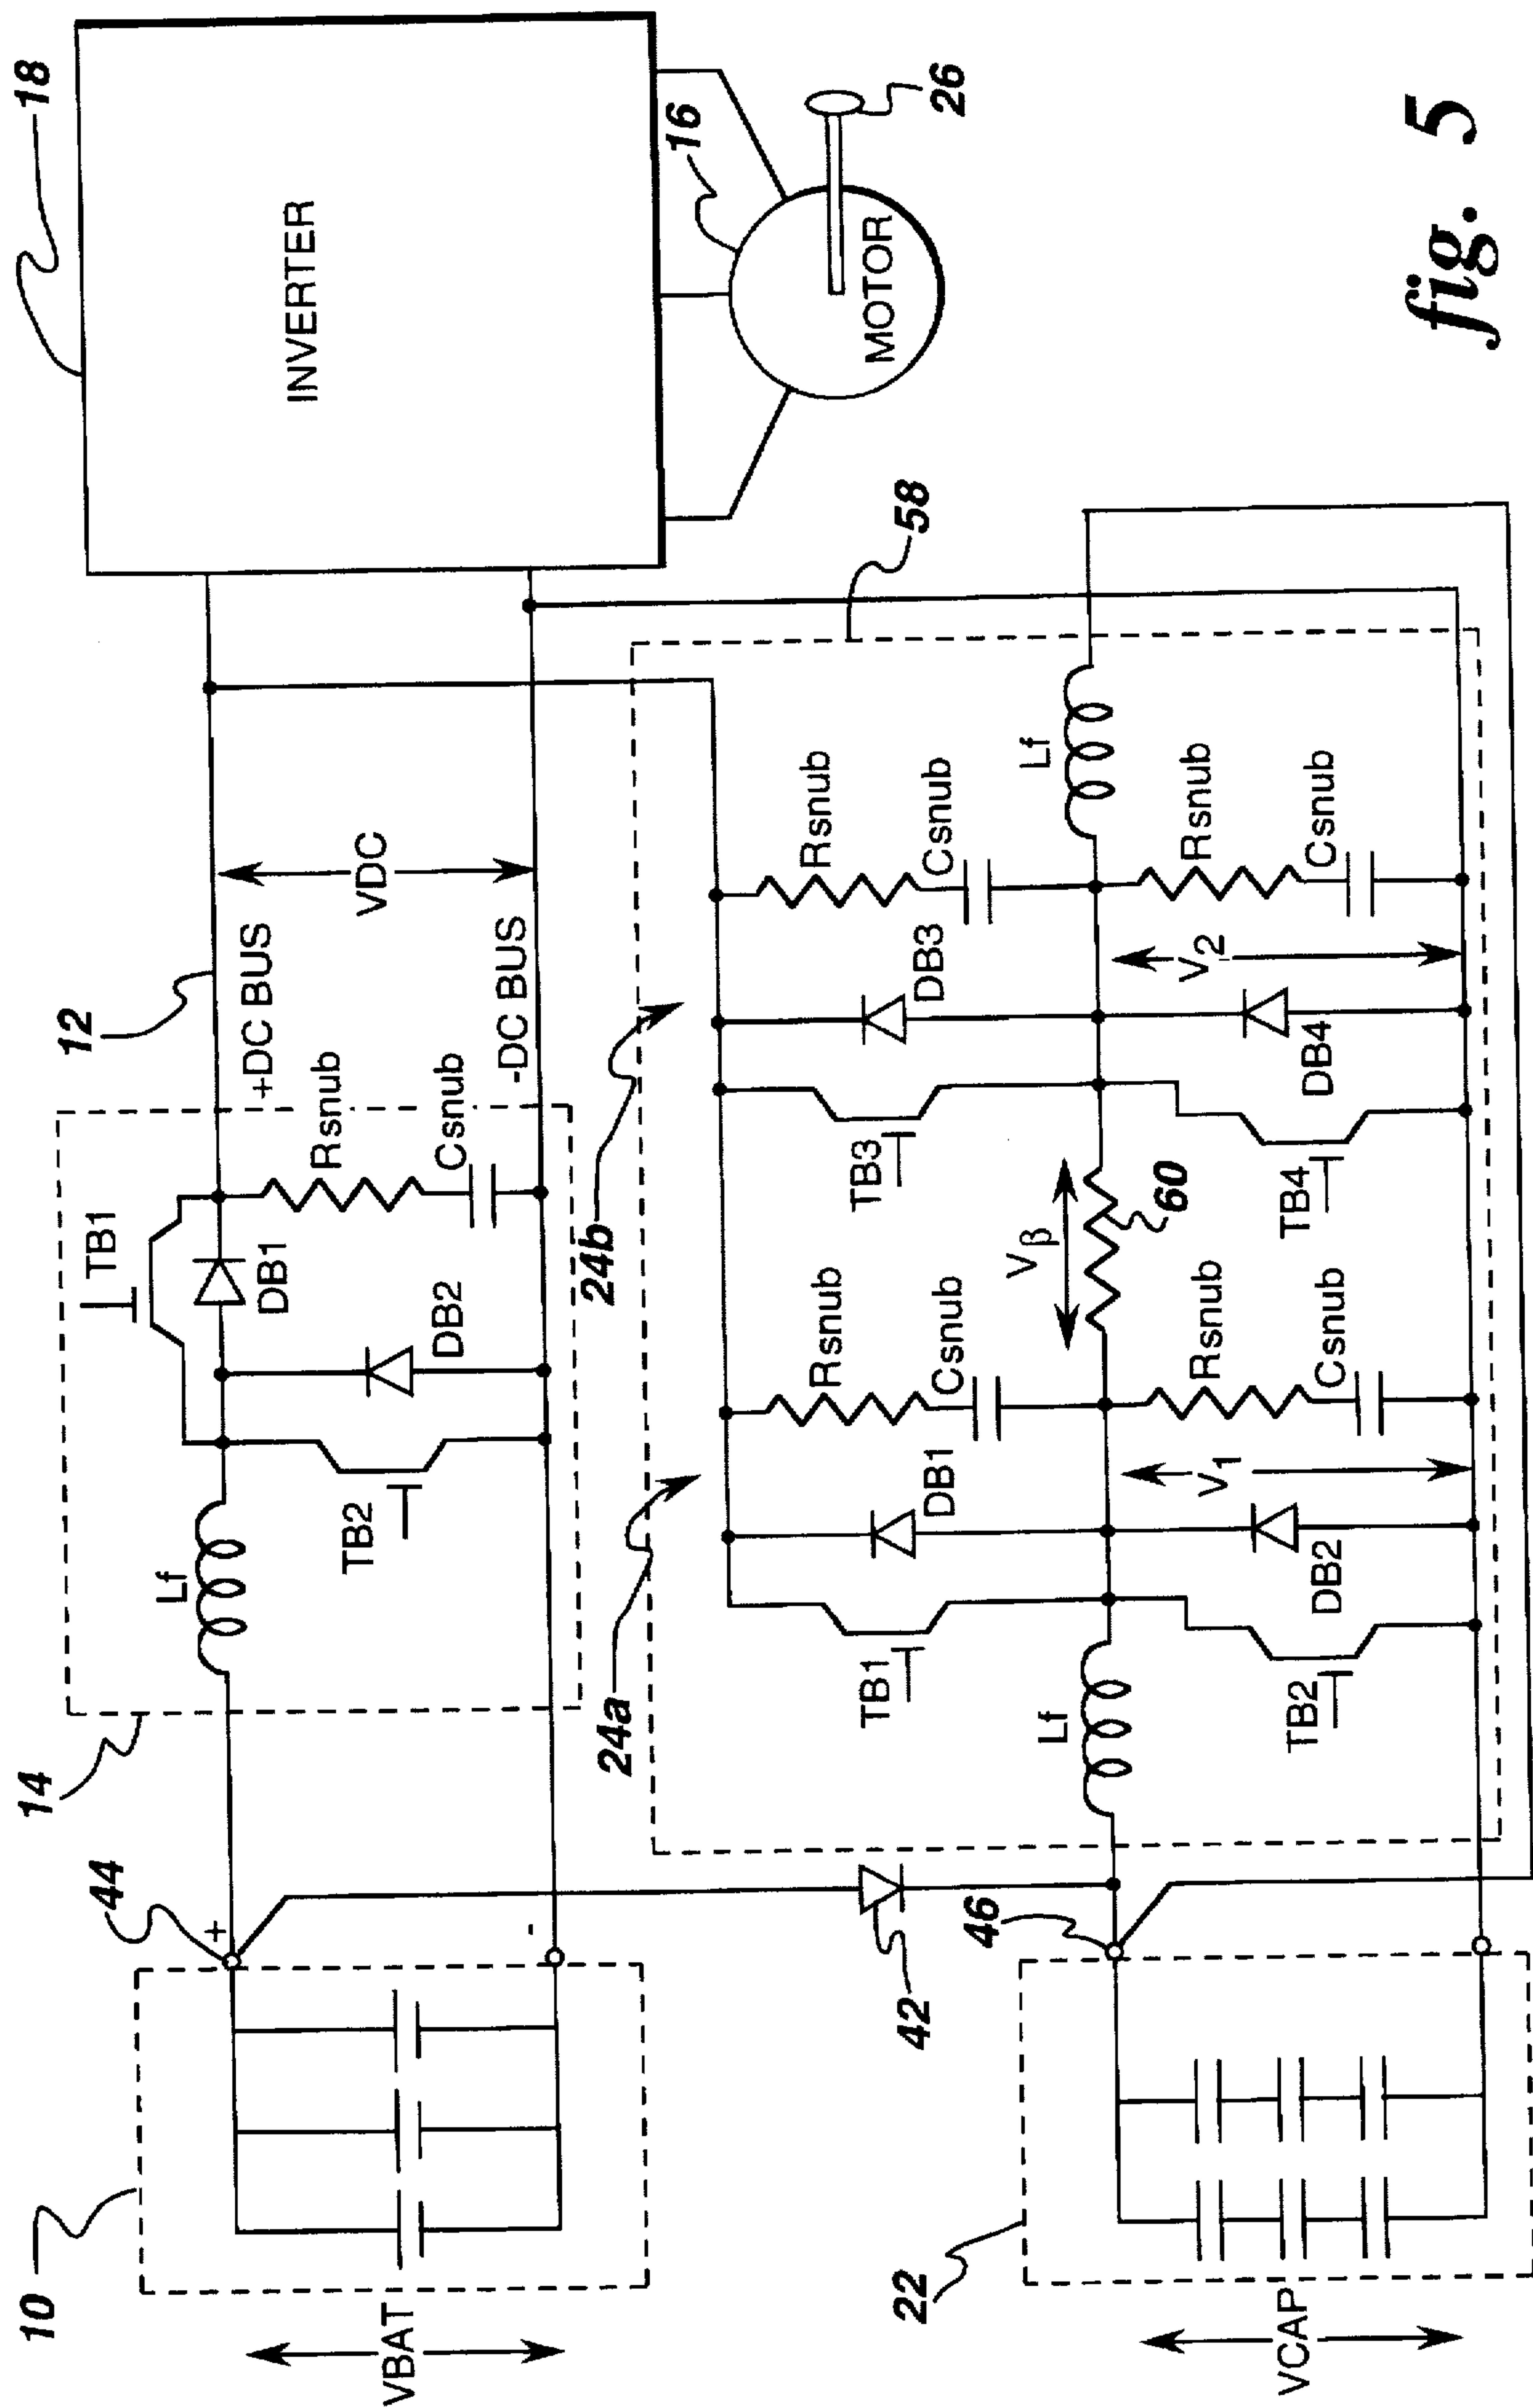 10
VBAT
44
+
-
14
Lf
TB2
DB2
TB1
DB1
Rsnub
Csnub
12
+DC BUS
-DC BUS
VDC
18
INVERTER
16
MOTOR
26
22
VCAP
46
42
24a
24b
58
Lf
TB1
TB2
DB1
DB2
V1
Rsnub
Csnub
Rsnub
Csnub
Vβ
60
TB3
TB4
DB3
DB4
V2
Rsnub
Csnub
Rsnub
Csnub
Lf
fig. 5